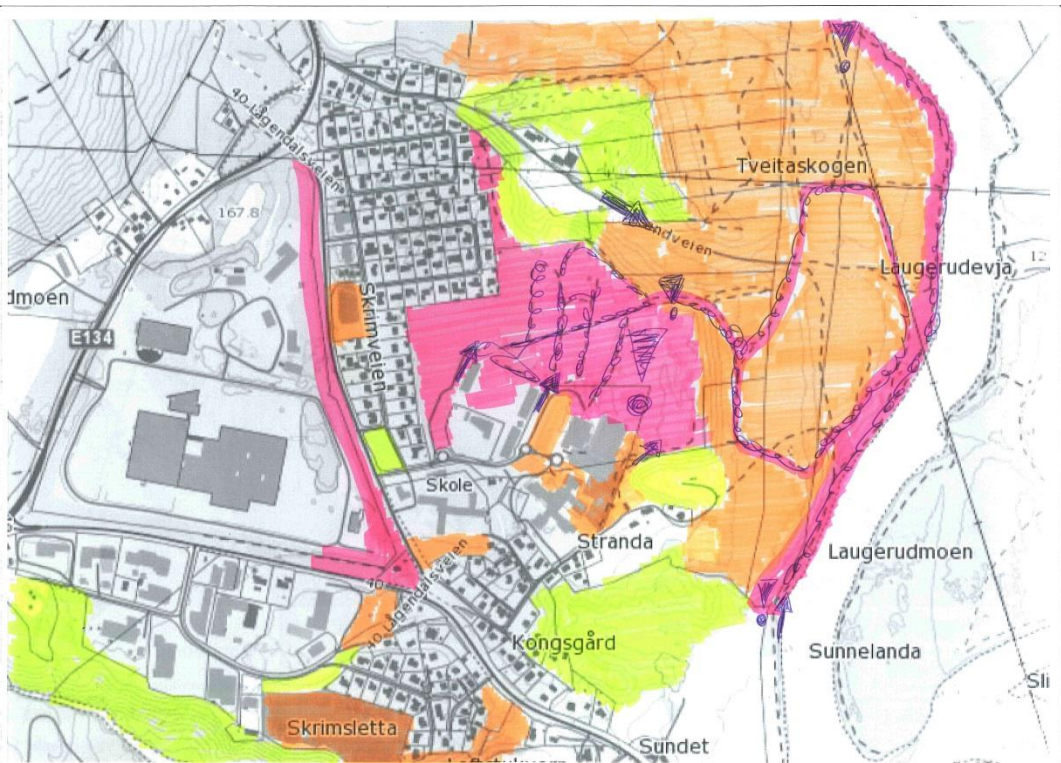 40 Lågendalsveien
Tveitaskogen
167.8
Laugerudevja
12
dmoen
E134
Skrimveien
Skole
Stranda
Laugerudmoen
40
40 Lågendalsveien
Kongsgård
Sunnelanda
Sli
Skrimsletta
Sundet